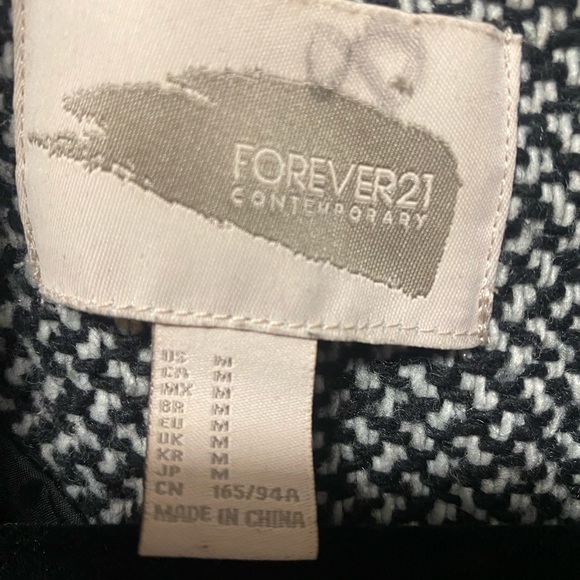 FOREVER21
CONTEMPORARY
US M
CA M
MX M
BR M
EU M
UK M
KR M
JP M
CN 165/94A
MADE IN CHINA